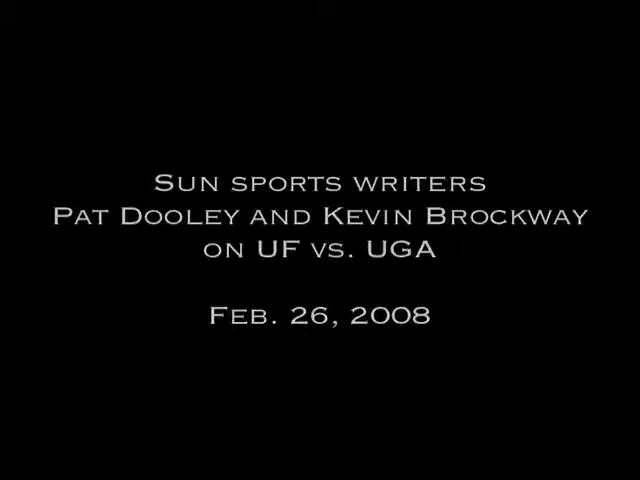 Sun sports writers
Pat Dooley and Kevin Brockway
on UF vs. UGA
Feb. 26, 2008